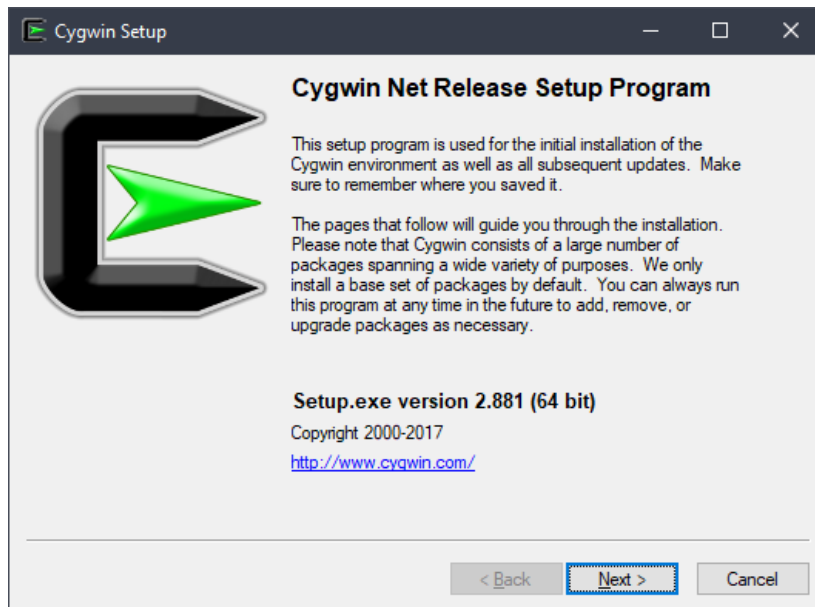 Cygwin Setup
Cygwin Net Release Setup Program
This setup program is used for the initial installation of the
Cygwin environment as well as all subsequent updates.  Make
sure to remember where you saved it.
The pages that follow will guide you through the installation.
Please note that Cygwin consists of a large number of
packages spanning a wide variety of purposes.  We only
install a base set of packages by default.  You can always run
this program at any time in the future to add, remove, or
upgrade packages as necessary.
Setup.exe version 2.881 (64 bit)
Copyright 2000-2017
http://www.cygwin.com/
< Back Next > Cancel